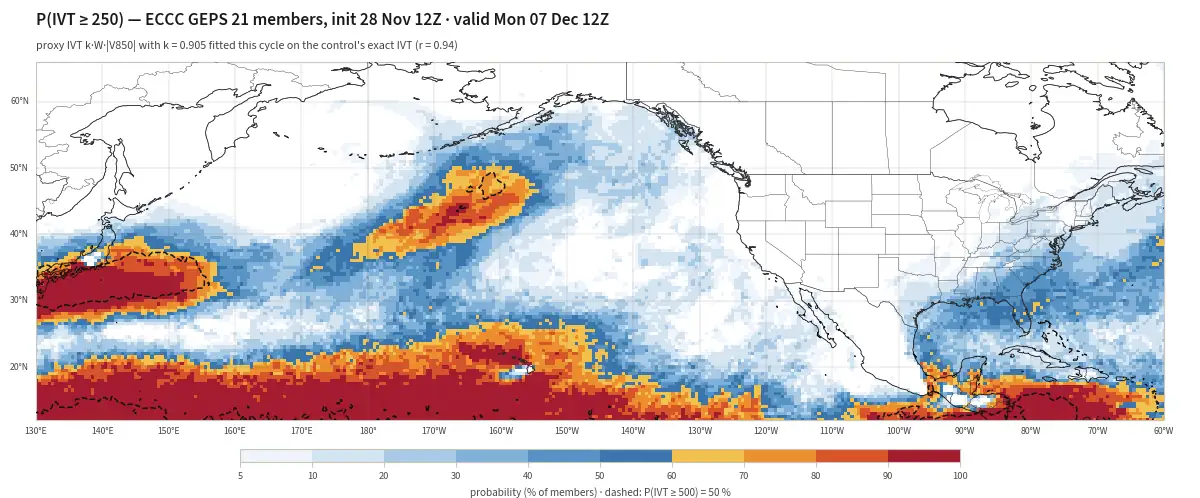 P(IVT ≥ 250) — ECCC GEPS 21 members, init 28 Nov 12Z · valid Mon 07 Dec 12Z
proxy IVT k·W·|V850| with k = 0.905 fitted this cycle on the control's exact IVT (r = 0.94)
60°N
50°N
40°N
30°N
20°N
130°E 140°E 150°E 160°E 170°E 180° 170°W 160°W 150°W 140°W 130°W 120°W 110°W 100°W 90°W 80°W 70°W 60°W
5 10 20 30 40 50 60 70 80 90 100
probability (% of members) · dashed: P(IVT ≥ 500) = 50 %